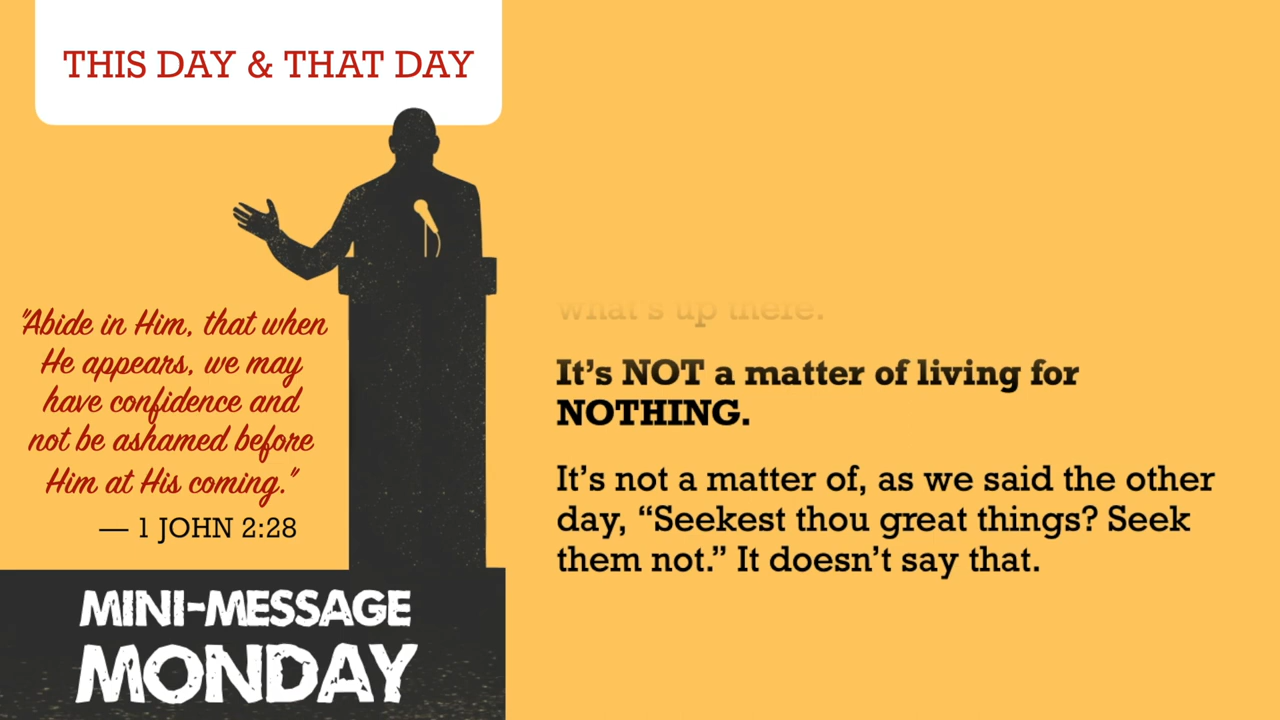 THIS DAY & THAT DAY
"Abide in Him, that when
He appears, we may
have confidence and
not be ashamed before
Him at His coming."
— 1 JOHN 2:28
MINI-MESSAGE
MONDAY
what's up there.
It's NOT a matter of living for
NOTHING.
It's not a matter of, as we said the other
day, “Seekest thou great things? Seek
them not.” It doesn't say that.